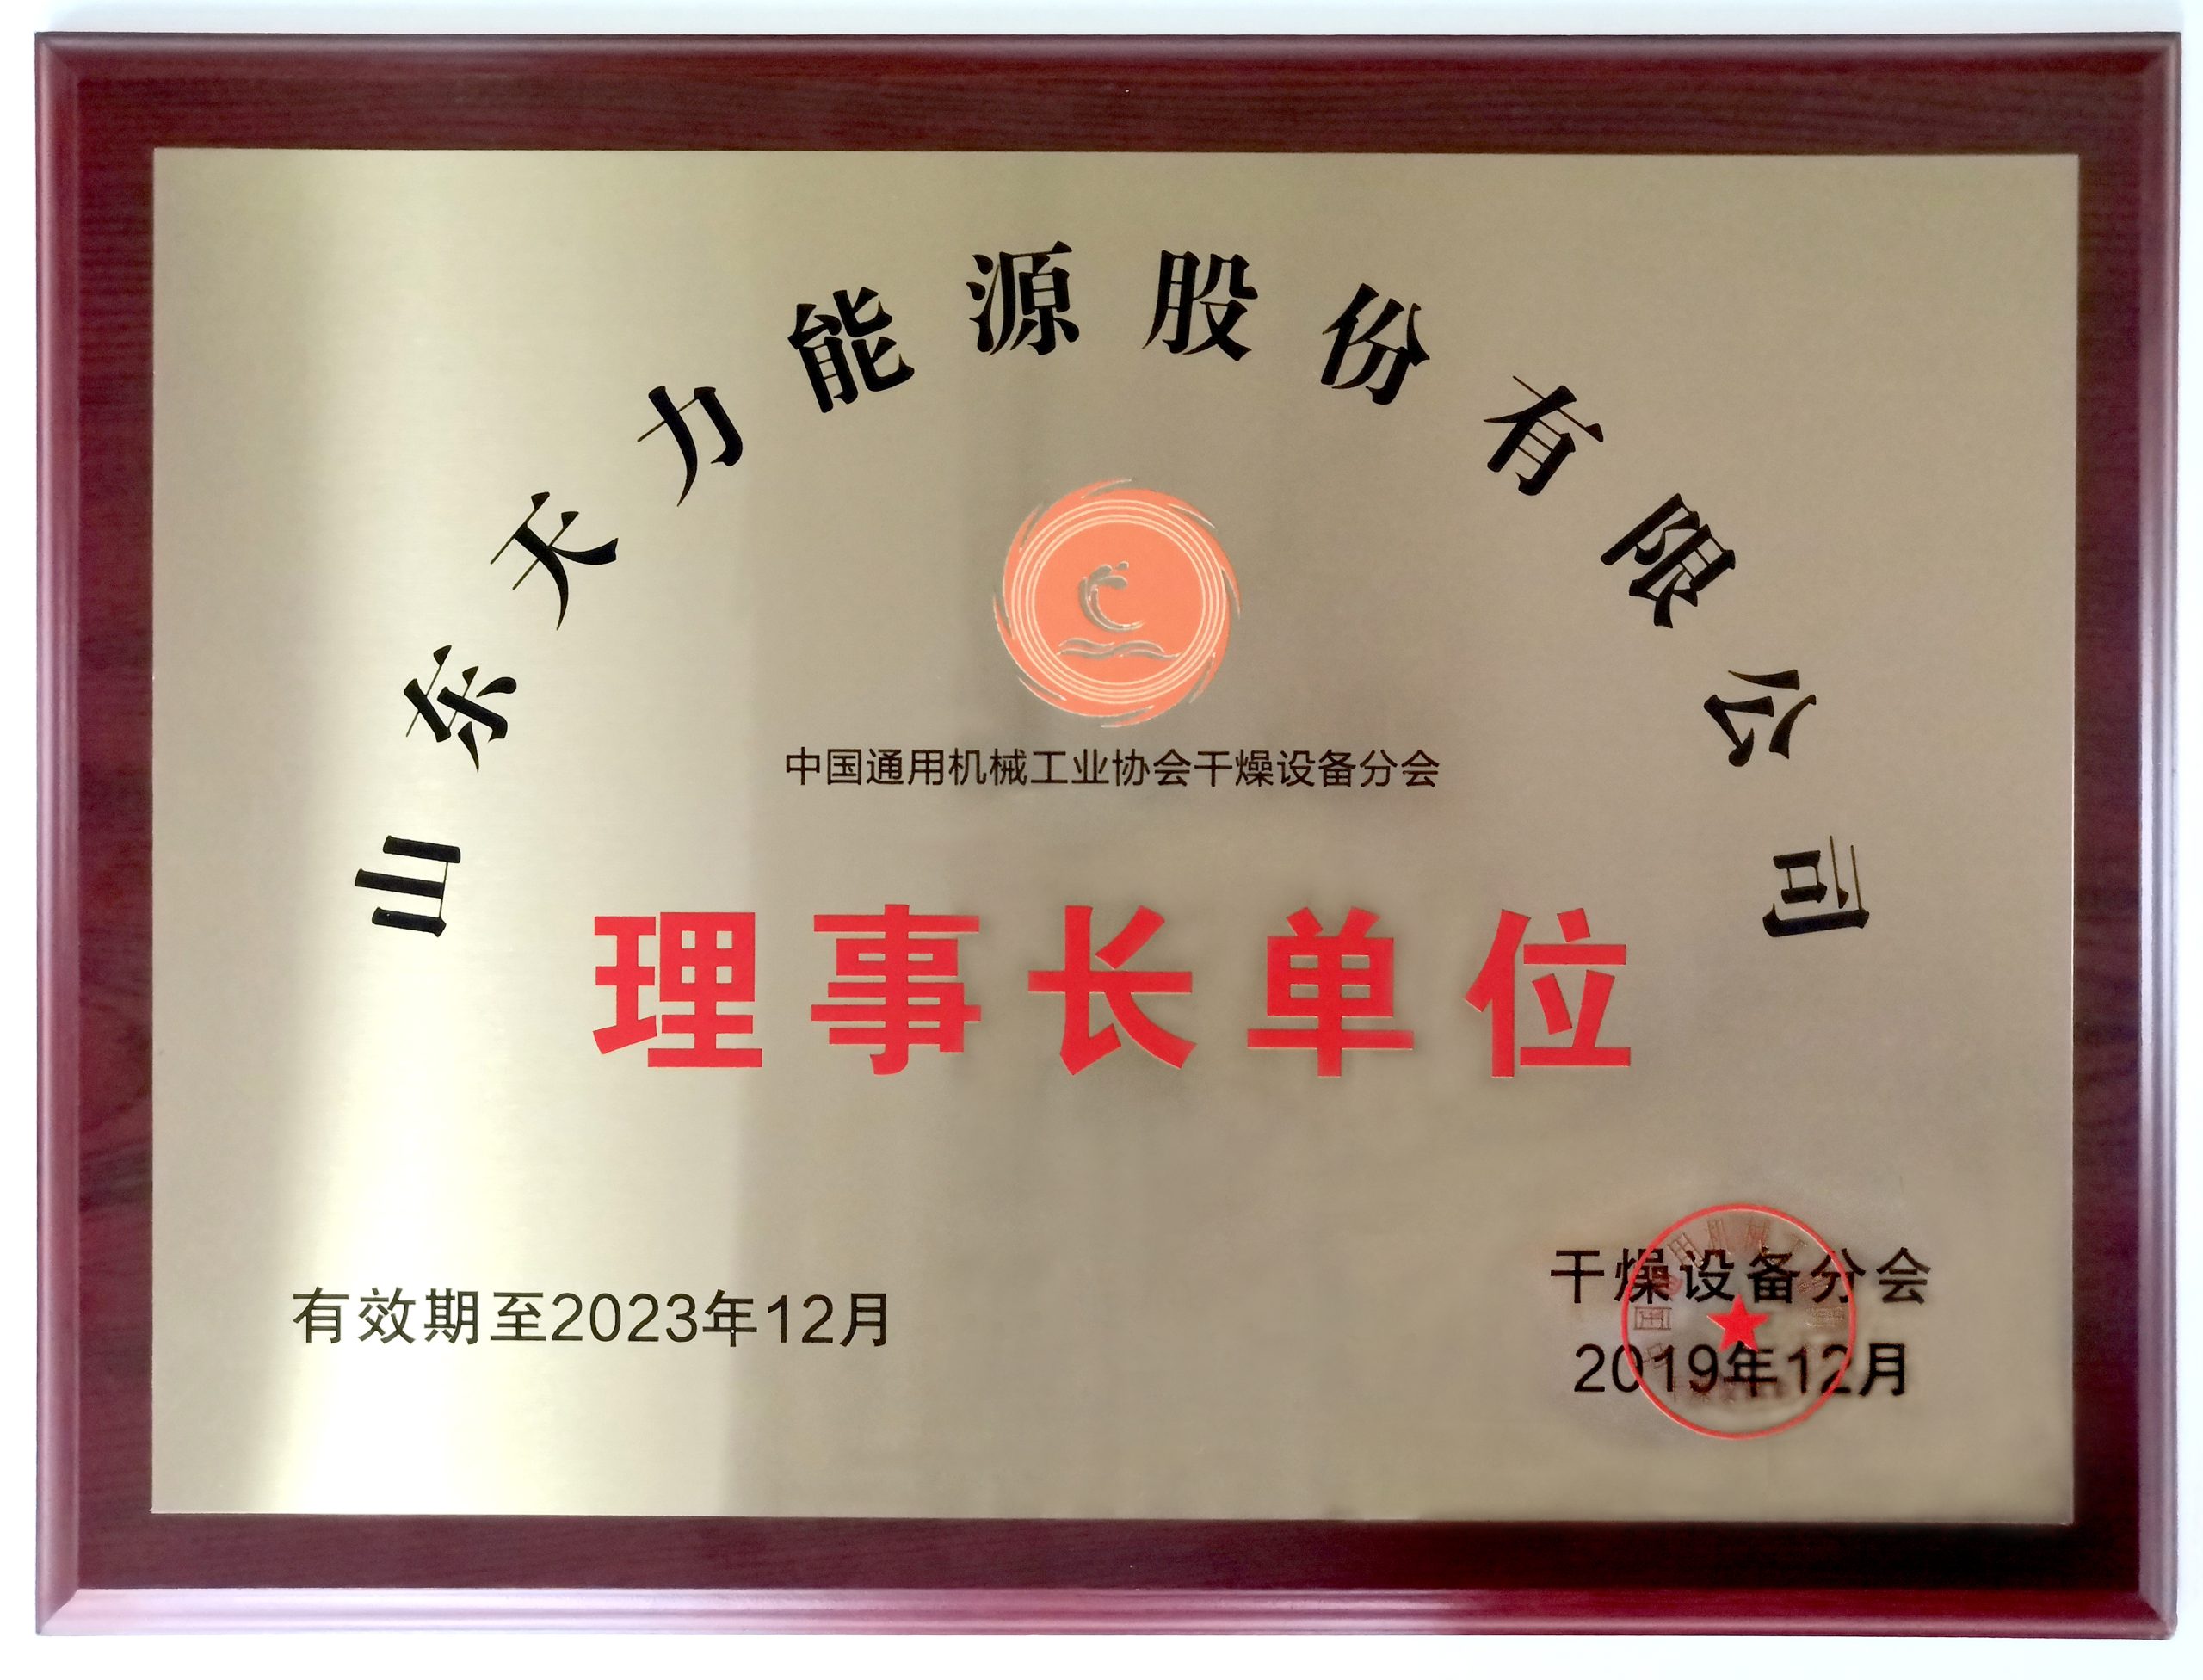 山东天力能源股份有限公司
中国通用机械工业协会干燥设备分会
理事长单位
有效期至2023年12月
干燥设备分会
2019年12月